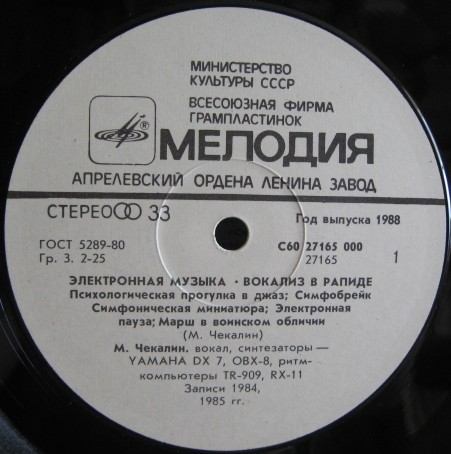 МИНИСТЕРСТВО
КУЛЬТУРЫ СССР
ВСЕСОЮЗНАЯ ФИРМА
ГРАМПЛАСТИНОК
® МЕЛОДИЯ
АПРЕЛЕВСКИЙ ОРДЕНА ЛЕНИНА ЗАВОД
СТЕРЕО 33
Год выпуска 1988
ГОСТ 5289-80
С60 27165 000
Гр. 3. 2-25
27165
1
ЭЛЕКТРОННАЯ МУЗЫКА · ВОКАЛИЗ В РАПИДЕ
Психологическая прогулка в джаз; Симфобрейк
Симфоническая миниатюра; Электронная
пауза; Марш в воинском обличии
(М. Чекалин)
М. Чекалин, вокал, синтезаторы —
YAMAHA DX 7, OBX-8, ритм-
компьютеры TR-909, RX-11
Записи 1984,
1985 гг.